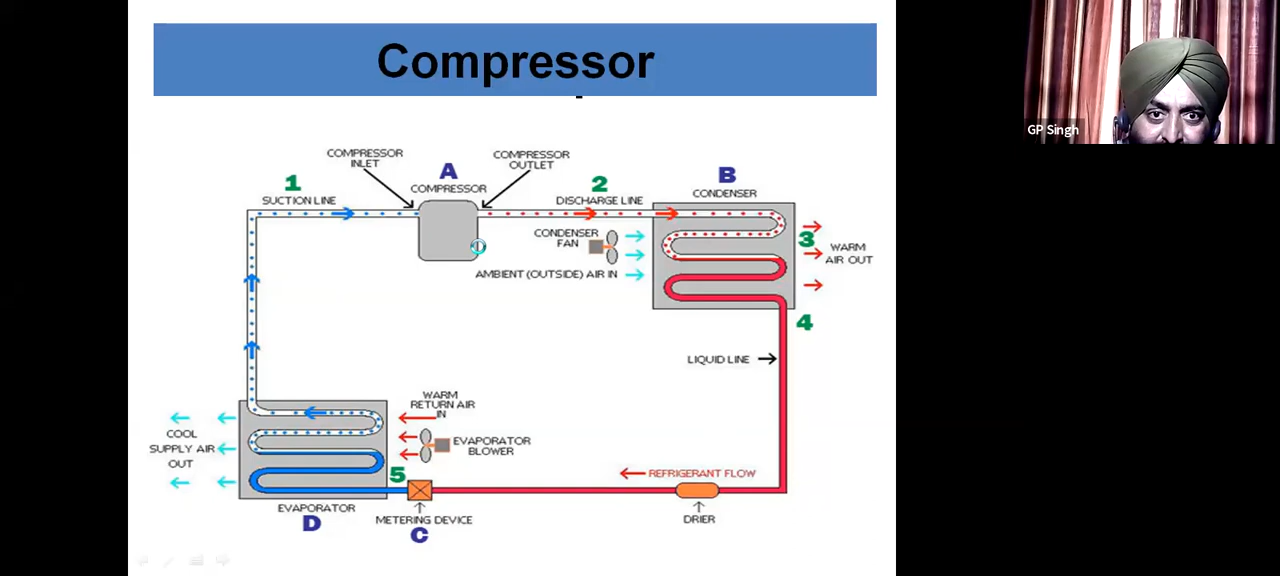 Compressor
GP Singh
COMPRESSOR
INLET
COMPRESSOR
OUTLET
A
COMPRESSOR
B
CONDENSER
1
SUCTION LINE
2
DISCHARGE LINE
CONDENSER
FAN
AMBIENT (OUTSIDE) AIR IN
3
WARM
AIR OUT
4
LIQUID LINE
WARM
RETURN AIR
IN
COOL
SUPPLY AIR
OUT
EVAPORATOR
BLOWER
5
REFRIGERANT FLOW
EVAPORATOR
D
METERING DEVICE
C
DRIER